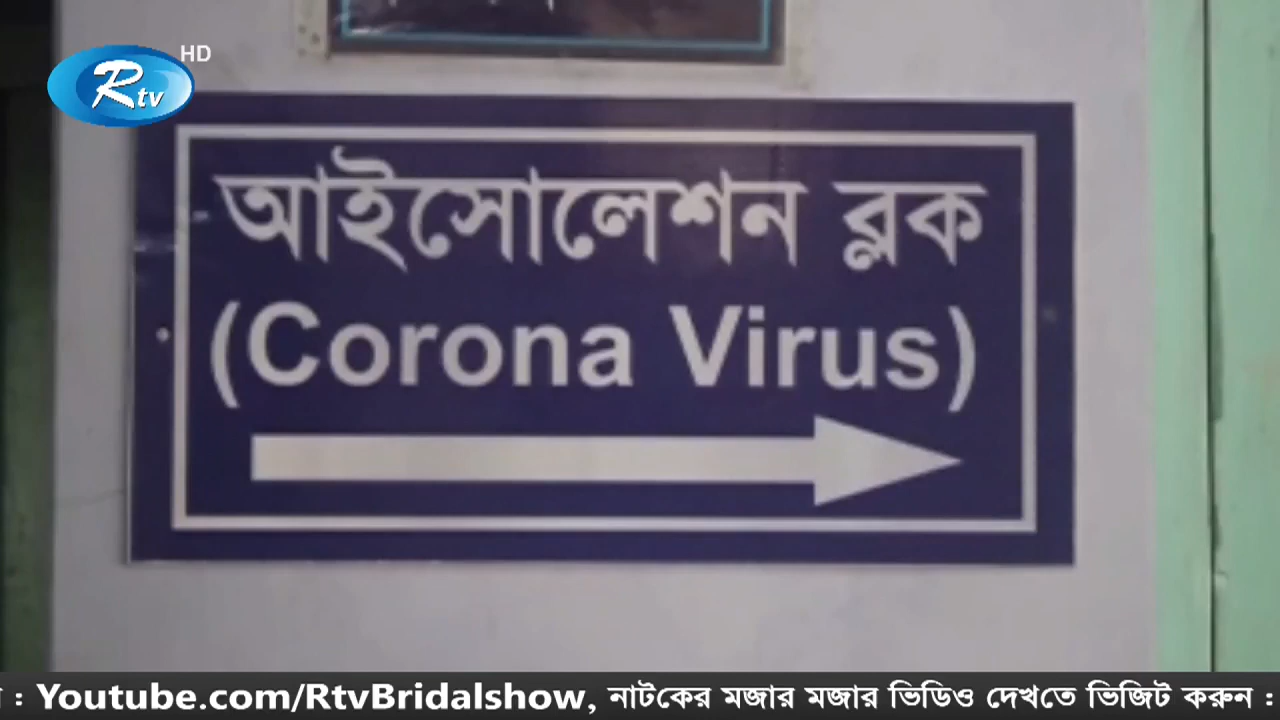 Rtv HD
আইসোলেশন ব্লক
(Corona Virus)
: Youtube.com/RtvBridalshow, নাটকের মজার মজার ভিডিও দেখতে ভিজিট করুন :